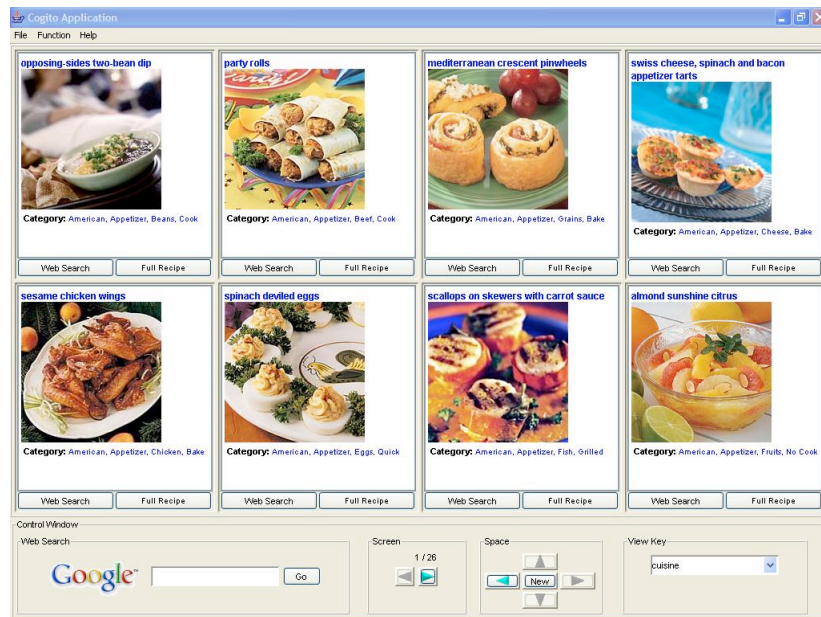 Cogito Application
File Function Help
opposing-sides two-bean dip
Category: American, Appetizer, Beans, Cook
Web Search Full Recipe
party rolls
Party!
Category: American, Appetizer, Beef, Cook
Web Search Full Recipe
mediterranean crescent pinwheels
Category: American, Appetizer, Grains, Bake
Web Search Full Recipe
swiss cheese, spinach and bacon
appetizer tarts
Category: American, Appetizer, Cheese, Bake
Web Search Full Recipe
sesame chicken wings
Category: American, Appetizer, Chicken, Bake
Web Search Full Recipe
spinach deviled eggs
Category: American, Appetizer, Eggs, Quick
Web Search Full Recipe
scallops on skewers with carrot sauce
Category: American, Appetizer, Fish, Grilled
Web Search Full Recipe
almond sunshine citrus
Category: American, Appetizer, Fruits, No Cook
Web Search Full Recipe
Control Window
Web Search
Google™
Go
Screen
1 / 26
Space
New
View Key
cuisine